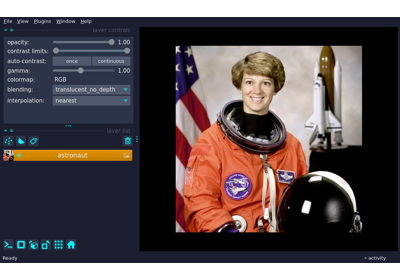 File View Plugins Window Help
layer controls
opacity: 1.00
contrast limits:
auto-contrast: once continuous
gamma: 1.00
colormap: RGB
blending: translucent_no_depth
interpolation: nearest
layer list
astronaut
Ready
activity